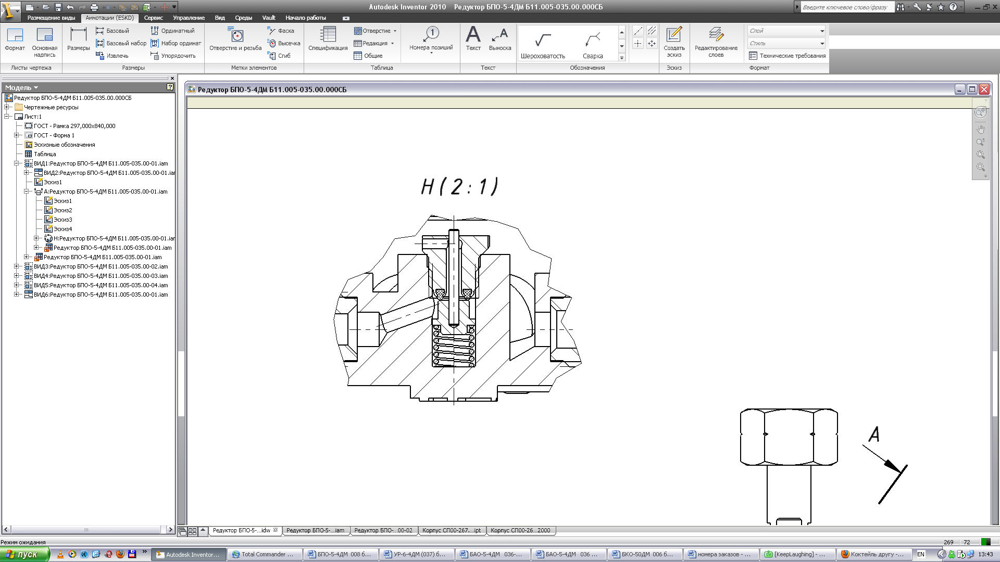 Autodesk Inventor 2010    Редуктор БПО-5-4ДМ Б11.005-035.00.000СБ
Введите ключевое слово/фразу
Размещение виды  Аннотации (ESKD)  Сервис  Управление  Вид  Среды  Vault  Начало работы
Формат
Основная надпись
Листы чертежа
Размеры
Базовый
Базовый набор
Извлечь
Ординатный
Набор ординат
Упорядочить
Размеры
Отверстие и резьба
Фаска
Высечка
Сгиб
Метки элементов
Спецификация
Отверстие
Редакция
Общие
Номера позиций
Таблица
Текст
Выноска
Текст
Шероховатость
Сварка
Обозначения
Создать эскиз
Эскиз
Редактирование слоев
Слой
Стиль
Технические требования
Формат
Модель
Редуктор БПО-5-4ДМ Б11.005-035.00.000СБ
Чертежные ресурсы
Лист:1
ГОСТ - Рамка 297,000x840,000
ГОСТ - Форма 1
Эскизные обозначения
Таблица
ВИД1:Редуктор БПО-5-4ДМ Б11.005-035.00-01.iam
ВИД2:Редуктор БПО-5-4ДМ Б11.005-035.00-01.iar
Эскиз1
А:Редуктор БПО-5-4ДМ Б11.005-035.00-01.iam
Эскиз1
Эскиз2
Эскиз3
Эскиз4
Н:Редуктор БПО-5-4ДМ Б11.005-035.00-01.iar
Редуктор БПО-5-4ДМ Б11.005-035.00-01.iam
Редуктор БПО-5-4ДМ Б11.005-035.00-01.iam
ВИД3:Редуктор БПО-5-4ДМ Б11.005-035.00-02.iam
ВИД4:Редуктор БПО-5-4ДМ Б11.005-035.00-03.iam
ВИД5:Редуктор БПО-5-4ДМ Б11.005-035.00-04.iam
ВИД6:Редуктор БПО-5-4ДМ Б11.005-035.00-01.iam
Редуктор БПО-5-4ДМ Б11.005-035.00.000СБ
Н(2:1)
А
Редуктор БПО-5-...idw  Редуктор БПО-5-...iam  Редуктор БПО-...00-02  Корпус СП00-267....ipt  Корпус СП00-26...2000
Режим ожидания  269  72
пуск  Autodesk Inventor...  Total Commander ...  БПО-5-4ДМ 008 б...  УР-6-4ДМ (037) б...  БАО-5-4ДМ 036-...  БАО-5-4ДМ 036 ...  БКО-50ДМ 006 б...  номера заказов - ...  [KeepLaughing] - ...  Коктейль другу -...  EN  13:43